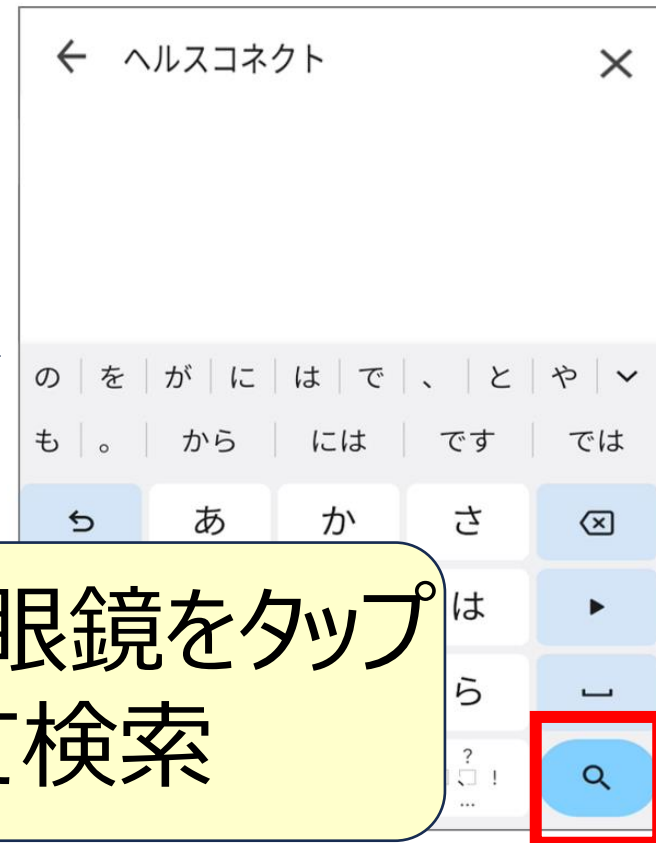 ヘルスコネクト
の を が に は で 、 と や
も 。 から には です では
あ か さ
は
ら
? 、 ! …
眼鏡をタップ
て検索